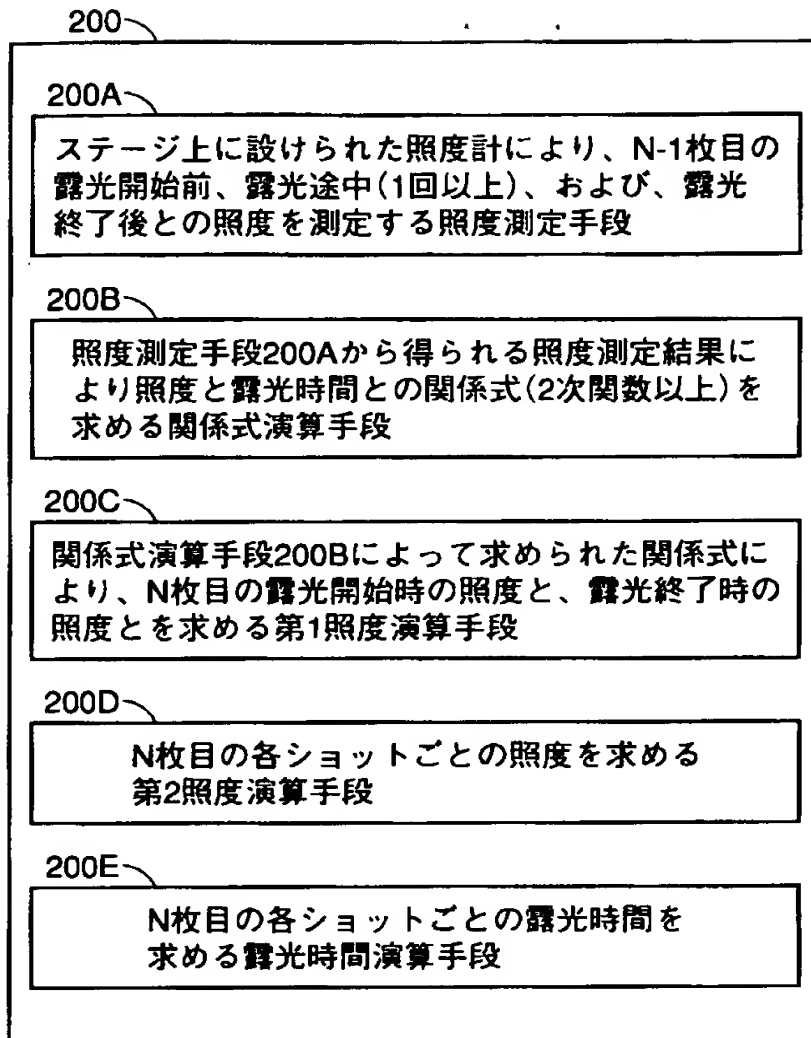 200
200A
ステージ上に設けられた照度計により、N-1枚目の
露光開始前、露光途中(1回以上)、および、露光
終了後との照度を測定する照度測定手段
200B
照度測定手段200Aから得られる照度測定結果に
より照度と露光時間との関係式(2次関数以上)を
求める関係式演算手段
200C
関係式演算手段200Bによって求められた関係式に
より、N枚目の露光開始時の照度と、露光終了時の
照度とを求める第1照度演算手段
200D
N枚目の各ショットごとの照度を求める
第2照度演算手段
200E
N枚目の各ショットごとの露光時間を
求める露光時間演算手段